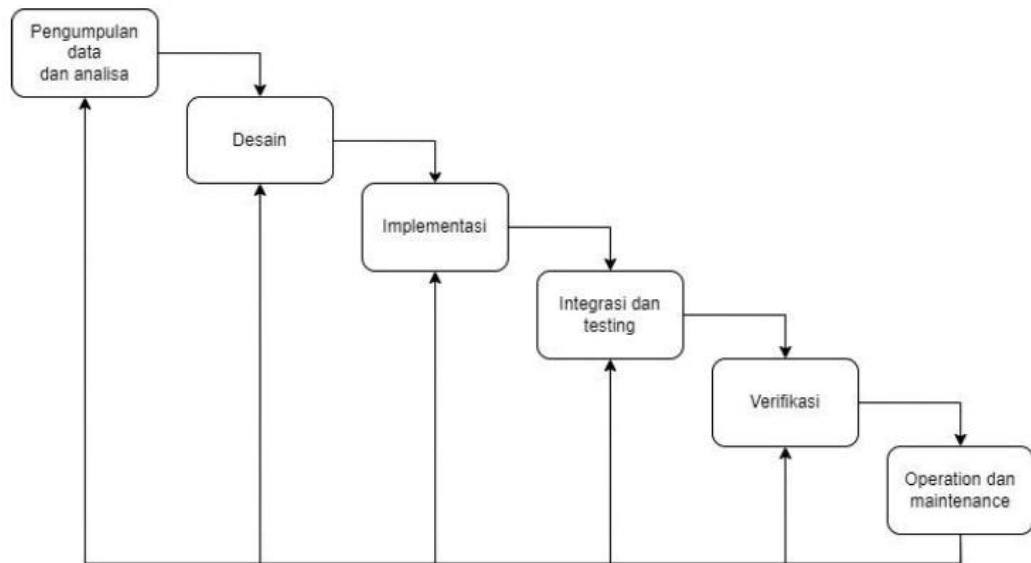 Pengumpulan
data
dan analisa
Desain
Implementasi
Integrasi dan
testing
Verifikasi
Operation dan
maintenance